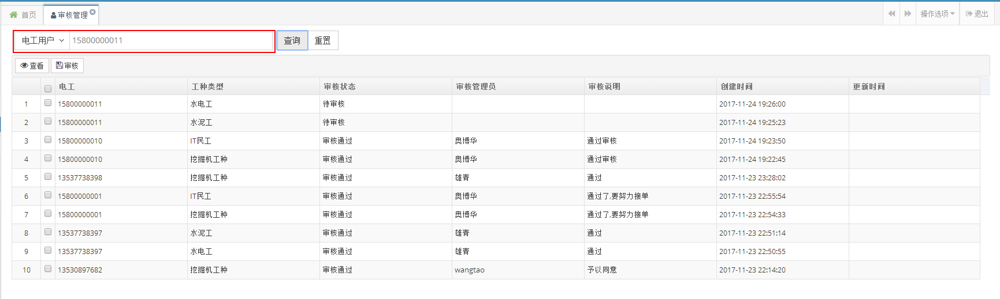 首页 审核管理 操作选项 退出
电工用户 15800000011 查询 重置
查看 审核
电工 工种类型 审核状态 审核管理员 审核说明 创建时间 更新时间
1 15800000011 水电工 待审核 2017-11-24 19:26:00
2 15800000011 水泥工 待审核 2017-11-24 19:25:23
3 15800000010 IT民工 审核通过 奥博华 通过审核 2017-11-24 19:23:50
4 15800000010 挖掘机工种 审核通过 奥博华 通过审核 2017-11-24 19:22:45
5 13537738398 挖掘机工种 审核通过 雄青 通过 2017-11-23 23:28:02
6 15800000001 IT民工 审核通过 奥博华 通过了,要努力接单 2017-11-23 22:55:54
7 15800000001 挖掘机工种 审核通过 奥博华 通过了,要努力接单 2017-11-23 22:54:33
8 13537738397 水泥工 审核通过 雄青 通过 2017-11-23 22:51:14
9 13537738397 水电工 审核通过 雄青 通过 2017-11-23 22:50:55
10 13530897682 挖掘机工种 审核通过 wangtao 予以同意 2017-11-23 22:14:20